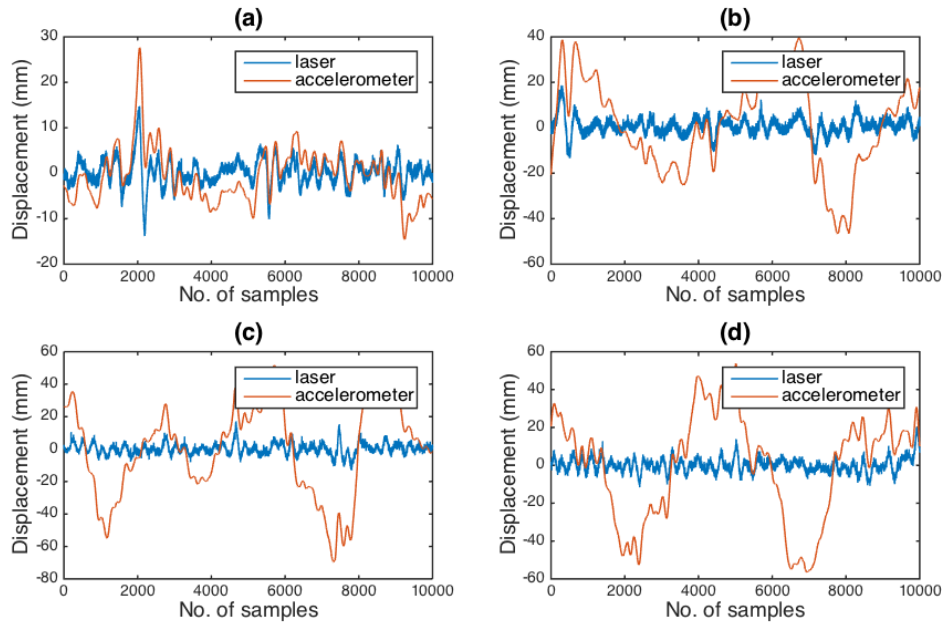 (a)
Displacement (mm)
30
20
10
0
-10
-20
laser
accelerometer
0 2000 4000 6000 8000 10000
No. of samples
(b)
Displacement (mm)
40
20
0
-20
-40
-60
laser
accelerometer
0 2000 4000 6000 8000 10000
No. of samples
(c)
Displacement (mm)
60
40
20
0
-20
-40
-60
-80
laser
accelerometer
0 2000 4000 6000 8000 10000
No. of samples
(d)
Displacement (mm)
60
40
20
0
-20
-40
-60
laser
accelerometer
0 2000 4000 6000 8000 10000
No. of samples